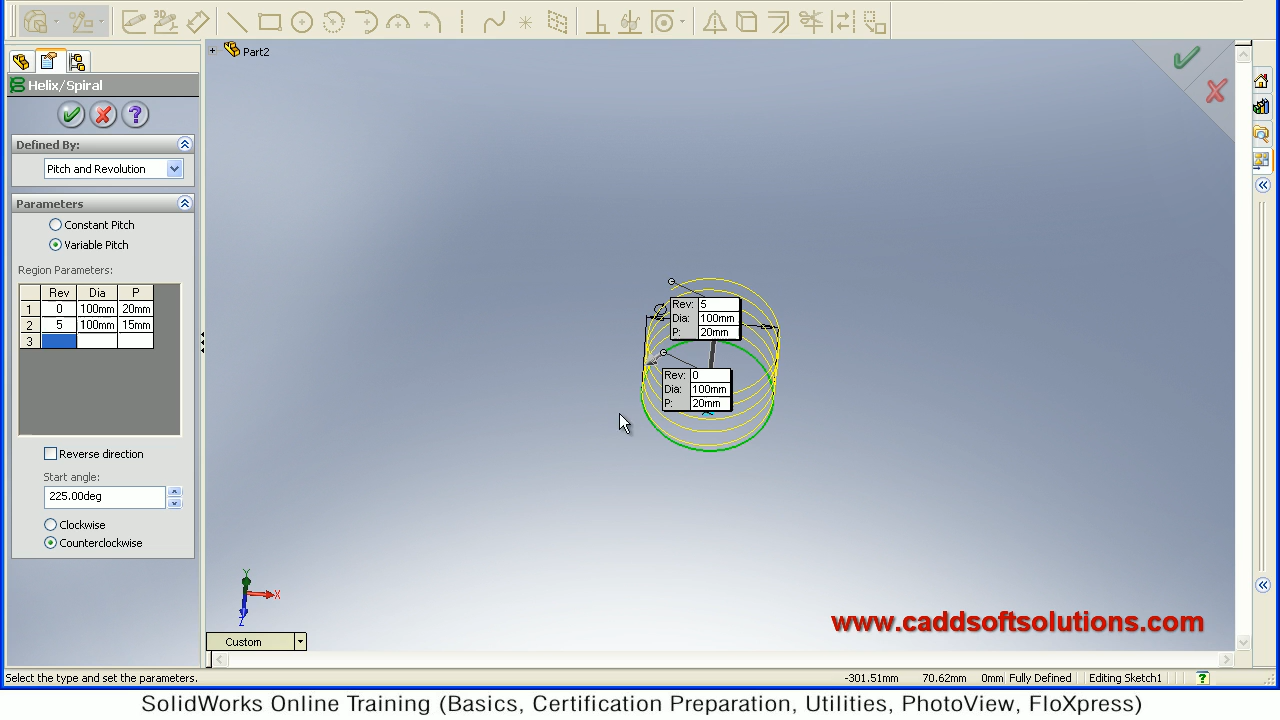 Part2
Helix/Spiral
Defined By:
Pitch and Revolution
Parameters
Constant Pitch
Variable Pitch
Region Parameters:
Rev Dia P
1 0 100mm 20mm
2 5 100mm 15mm
3
Reverse direction
Start angle:
225.00deg
Clockwise
Counterclockwise
Rev: 5
Dia: 100mm
P: 20mm
Rev: 0
Dia: 100mm
P: 20mm
Y
X
Z
Custom
www.caddsoftsolutions.com
Select the type and set the parameters. -301.51mm 70.62mm 0mm Fully Defined Editing Sketch1
SolidWorks Online Training (Basics, Certification Preparation, Utilities, PhotoView, FloXpress)